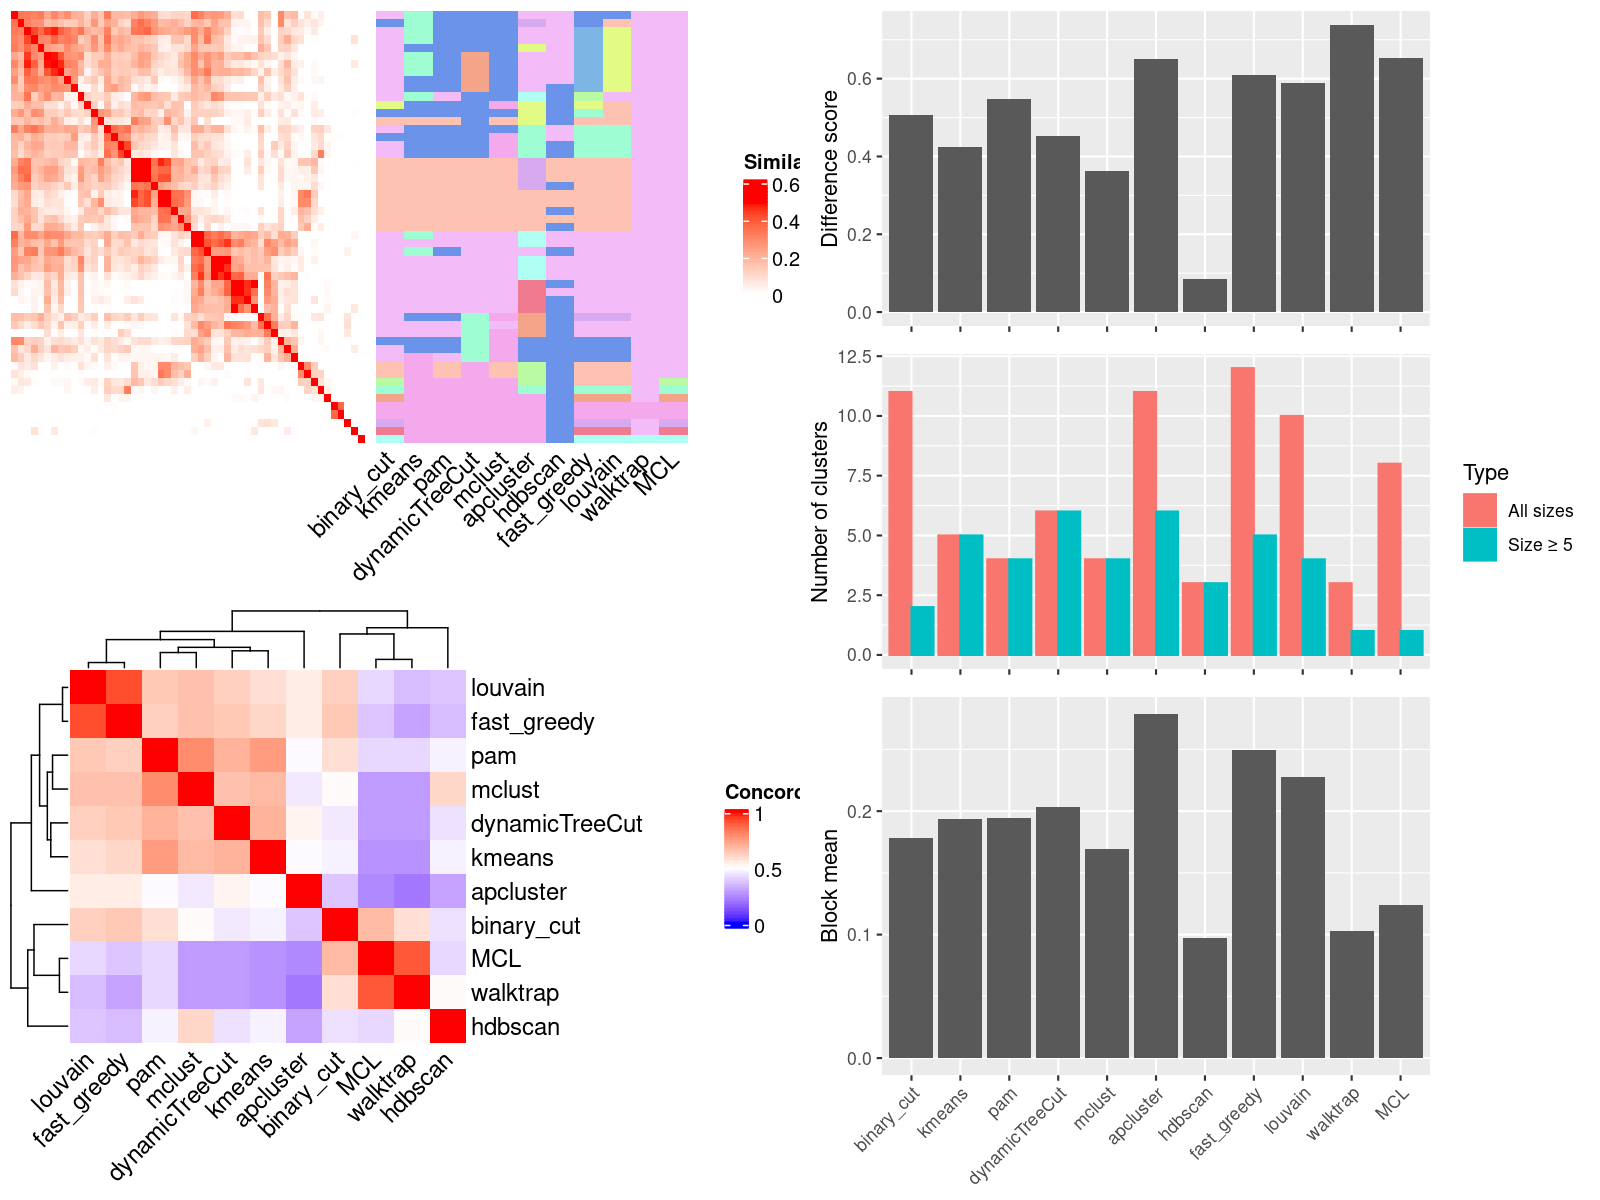 Simila
0.6
0.4
0.2
0
binary_cut
kmeans
pam
dynamicTreeCut
mclust
apcluster
hdbscan
fast_greedy
louvain
walktrap
MCL
louvain
fast_greedy
pam
mclust
dynamicTreeCut
kmeans
apcluster
binary_cut
MCL
walktrap
hdbscan
louvain
fast_greedy
pam
mclust
dynamicTreeCut
kmeans
apcluster
binary_cut
MCL
walktrap
hdbscan
Concord
1
0.5
0
Difference score
0.6
0.4
0.2
0.0
Number of clusters
12.5
10.0
7.5
5.0
2.5
0.0
Type
All sizes
Size ≥ 5
Block mean
0.2
0.1
0.0
binary_cut
kmeans
pam
dynamicTreeCut
mclust
apcluster
hdbscan
fast_greedy
louvain
walktrap
MCL